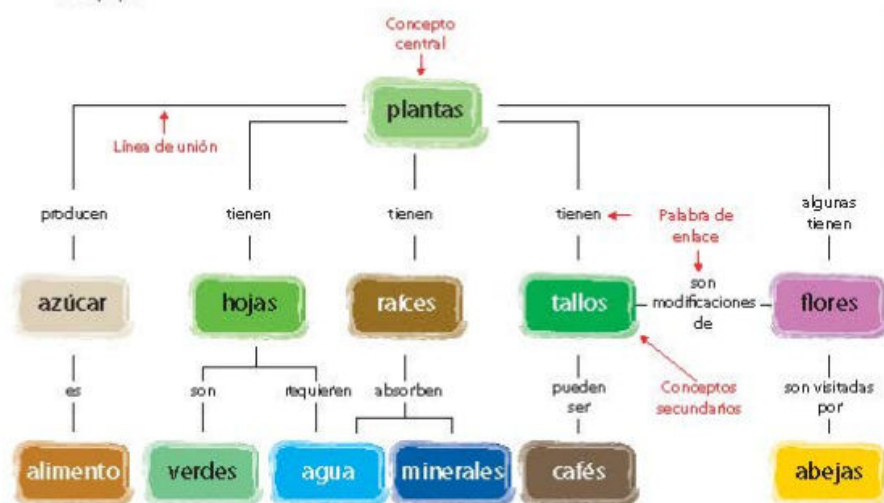 Concepto
central
plantas
Línea de unión
producen
tienen
tienen
tienen
Palabra de
enlace
algunas
tienen
azúcar
hojas
raíces
tallos
son
modificaciones
de
flores
es
son
requieren
absorben
pueden
ser
Conceptos
secundarios
son visitadas
por
alimento
verdes
agua
minerales
cafés
abejas